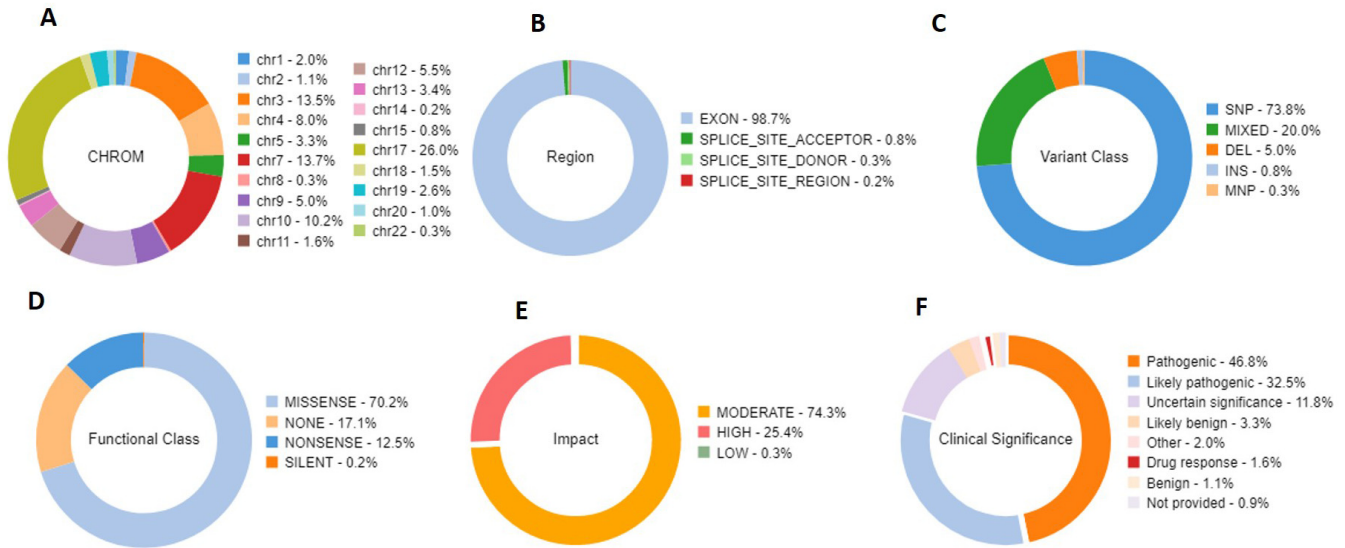 A
CHROM
chr1 - 2.0%
chr2 - 1.1%
chr3 - 13.5%
chr4 - 8.0%
chr5 - 3.3%
chr7 - 13.7%
chr8 - 0.3%
chr9 - 5.0%
chr10 - 10.2%
chr11 - 1.6%
chr12 - 5.5%
chr13 - 3.4%
chr14 - 0.2%
chr15 - 0.8%
chr17 - 26.0%
chr18 - 1.5%
chr19 - 2.6%
chr20 - 1.0%
chr22 - 0.3%
B
Region
EXON - 98.7%
SPLICE_SITE_ACCEPTOR - 0.8%
SPLICE_SITE_DONOR - 0.3%
SPLICE_SITE_REGION - 0.2%
C
Variant Class
SNP - 73.8%
MIXED - 20.0%
DEL - 5.0%
INS - 0.8%
MNP - 0.3%
D
Functional Class
MISSENSE - 70.2%
NONE - 17.1%
NONSENSE - 12.5%
SILENT - 0.2%
E
Impact
MODERATE - 74.3%
HIGH - 25.4%
LOW - 0.3%
F
Clinical Significance
Pathogenic - 46.8%
Likely pathogenic - 32.5%
Uncertain significance - 11.8%
Likely benign - 3.3%
Other - 2.0%
Drug response - 1.6%
Benign - 1.1%
Not provided - 0.9%